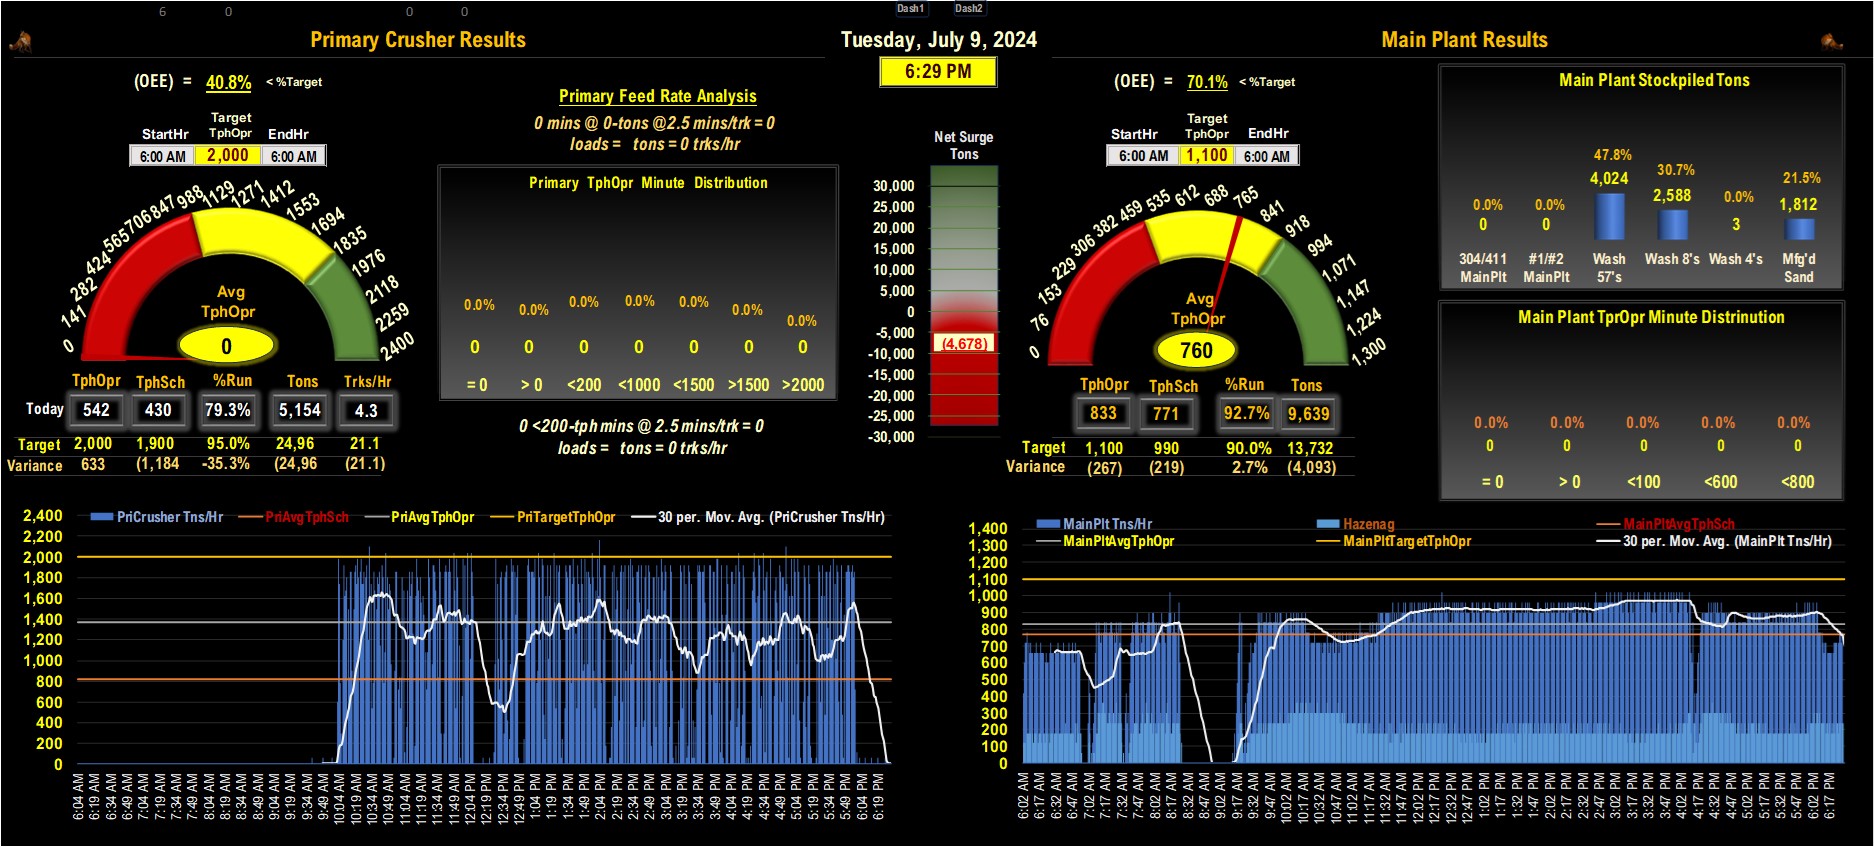 6 0 0 0 Dash1 Dash2
Primary Crusher Results
Tuesday, July 9, 2024
Main Plant Results
6:29 PM
(OEE) = 40.8% < %Target
Target
StartHr TphOpr EndHr
6:00 AM 2,000 6:00 AM
0 141 282 424 565 706 847 988 1129 1271 1412 1553 1694 1835 1976 2118 2259 2400
Avg
TphOpr
0
TphOpr TphSch %Run Tons Trks/Hr
Today 542 430 79.3% 5,154 4.3
Target 2,000 1,900 95.0% 24,96 21.1
Variance 633 (1,184 -35.3% (24,96 (21.1)
Primary Feed Rate Analysis
0 mins @ 0-tons @2.5 mins/trk = 0
loads = tons = 0 trks/hr
Primary TphOpr Minute Distribution
0.0% 0.0% 0.0% 0.0% 0.0% 0.0% 0.0%
0 0 0 0 0 0 0
= 0 > 0 <200 <1000 <1500 >1500 >2000
0 <200-tph mins @ 2.5 mins/trk = 0
loads = tons = 0 trks/hr
Net Surge
Tons
30,000
25,000
20,000
15,000
10,000
5,000
0
-5,000
(4,678)
-10,000
-15,000
-20,000
-25,000
-30,000
(OEE) = 70.1% < %Target
Target
StartHr TphOpr EndHr
6:00 AM 1,100 6:00 AM
0 76 153 229 306 382 459 535 612 688 765 841 918 994 1,071 1,147 1,224 1,300
Avg
TphOpr
760
TphOpr TphSch %Run Tons
833 771 92.7% 9,639
Target 1,100 990 90.0% 13,732
Variance (267) (219) 2.7% (4,093)
Main Plant Stockpiled Tons
0.0% 0.0% 47.8% 30.7% 0.0% 21.5%
0 0 4,024 2,588 3 1,812
304/411 #1/#2 Wash Wash 8's Wash 4's Mfg'd
MainPlt MainPlt 57's Sand
Main Plant TprOpr Minute Distrinution
0.0% 0.0% 0.0% 0.0% 0.0%
0 0 0 0 0
= 0 > 0 <100 <600 <800
PriCrusher Tns/Hr PriAvgTphSch PriAvgTphOpr PriTargetTphOpr 30 per. Mov. Avg. (PriCrusher Tns/Hr)
2,400
2,200
2,000
1,800
1,600
1,400
1,200
1,000
800
600
400
200
0
6:04 AM 6:19 AM 6:34 AM 6:49 AM 7:04 AM 7:19 AM 7:34 AM 7:49 AM 8:04 AM 8:19 AM 8:34 AM 8:49 AM 9:04 AM 9:19 AM 9:34 AM 9:49 AM 10:04 AM 10:19 AM 10:34 AM 10:49 AM 11:04 AM 11:19 AM 11:34 AM 11:49 AM 12:04 PM 12:19 PM 12:34 PM 12:49 PM 1:04 PM 1:19 PM 1:34 PM 1:49 PM 2:04 PM 2:19 PM 2:34 PM 2:49 PM 3:04 PM 3:19 PM 3:34 PM 3:49 PM 4:04 PM 4:19 PM 4:34 PM 4:49 PM 5:04 PM 5:19 PM 5:34 PM 5:49 PM 6:04 PM 6:19 PM
MainPlt Tns/Hr Hazenag MainPltAvgTphSch
MainPltAvgTphOpr MainPltTargetTphOpr 30 per. Mov. Avg. (MainPlt Tns/Hr)
1,400
1,300
1,200
1,100
1,000
900
800
700
600
500
400
300
200
100
0
6:02 AM 6:17 AM 6:32 AM 6:47 AM 7:02 AM 7:17 AM 7:32 AM 7:47 AM 8:02 AM 8:17 AM 8:32 AM 8:47 AM 9:02 AM 9:17 AM 9:32 AM 9:47 AM 10:02 AM 10:17 AM 10:32 AM 10:47 AM 11:02 AM 11:17 AM 11:32 AM 11:47 AM 12:02 PM 12:17 PM 12:32 PM 12:47 PM 1:02 PM 1:17 PM 1:32 PM 1:47 PM 2:02 PM 2:17 PM 2:32 PM 2:47 PM 3:02 PM 3:17 PM 3:32 PM 3:47 PM 4:02 PM 4:17 PM 4:32 PM 4:47 PM 5:02 PM 5:17 PM 5:32 PM 5:47 PM 6:02 PM 6:17 PM